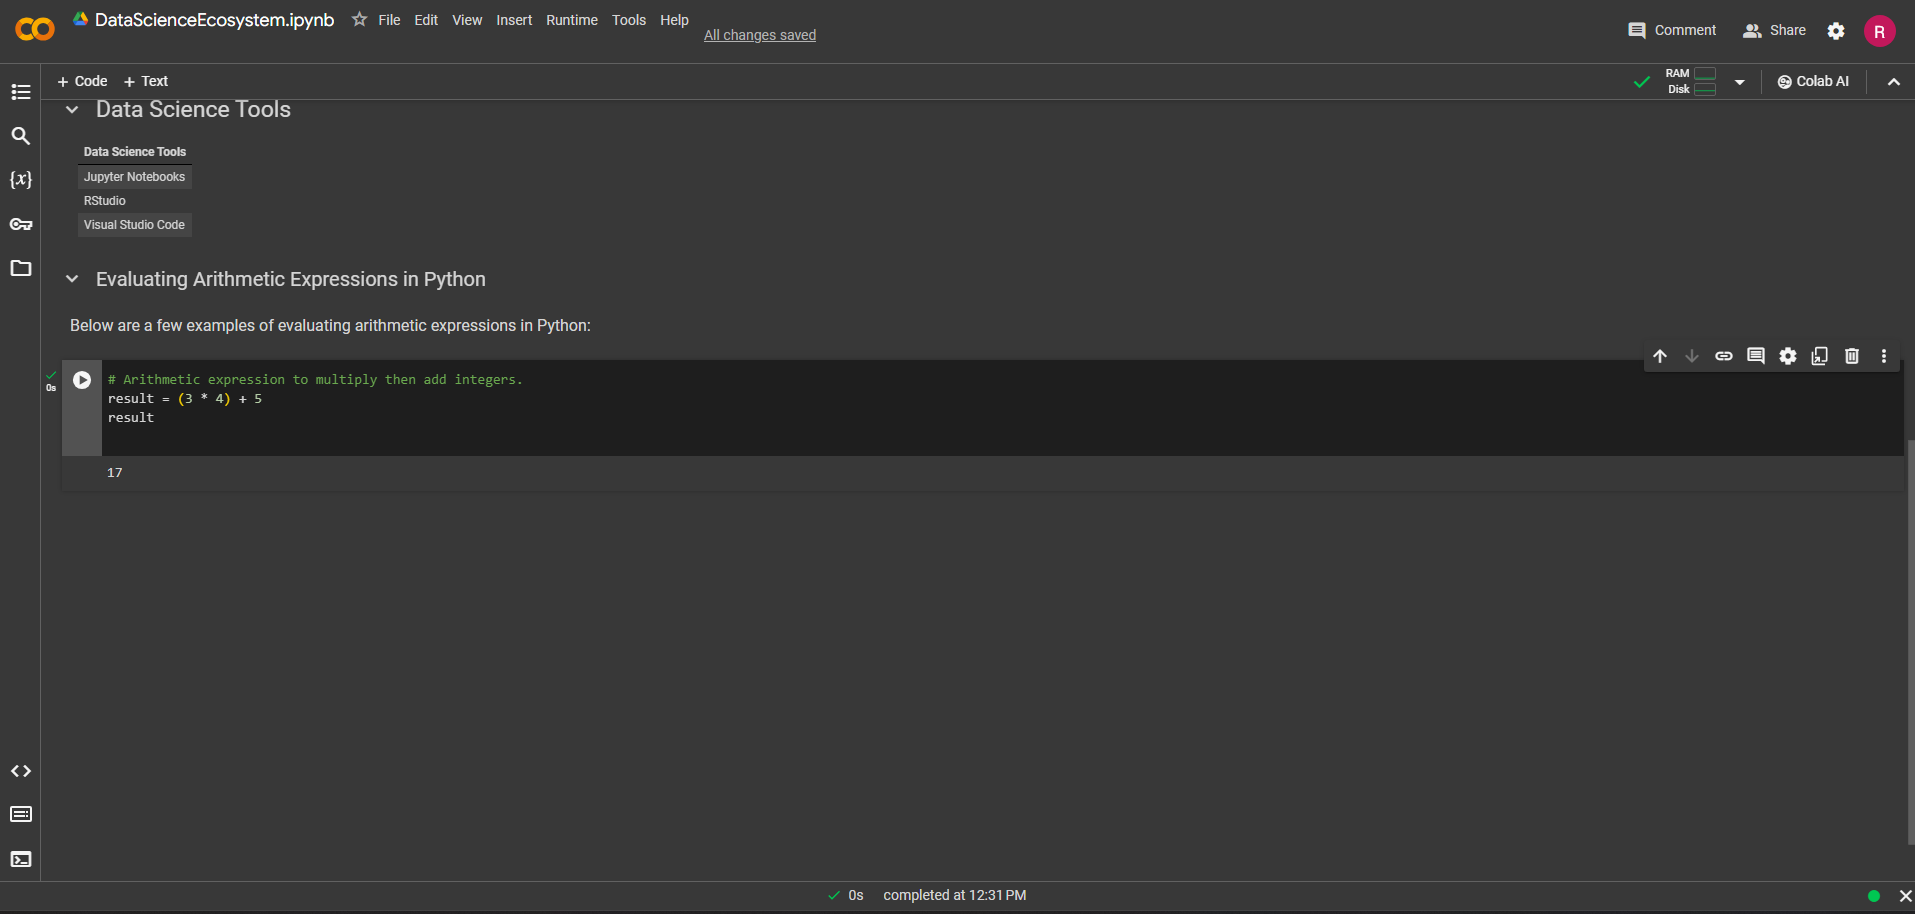 DataScienceEcosystem.ipynb
File Edit View Insert Runtime Tools Help
All changes saved
Comment
Share
R
+ Code + Text
RAM
Disk
Colab AI
Data Science Tools
Data Science Tools
Jupyter Notebooks
RStudio
Visual Studio Code
Evaluating Arithmetic Expressions in Python
Below are a few examples of evaluating arithmetic expressions in Python:
0s
# Arithmetic expression to multiply then add integers.
result = (3 * 4) + 5
result
17
{x}
0s completed at 12:31 PM